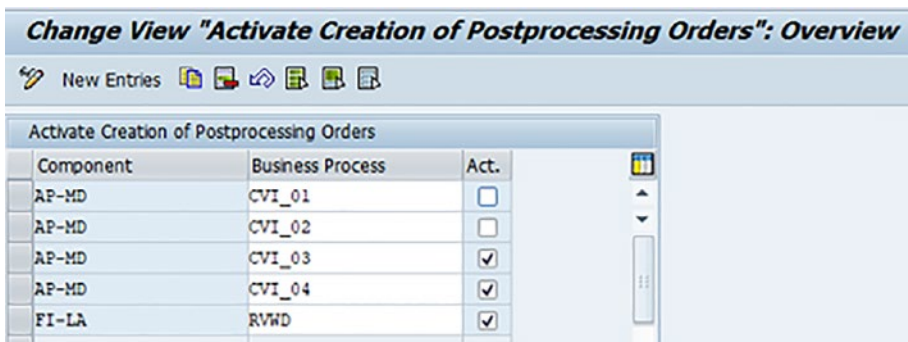 Change View "Activate Creation of Postprocessing Orders": Overview
New Entries
Activate Creation of Postprocessing Orders
Component Business Process Act.
AP-MD CVI_01
AP-MD CVI_02
AP-MD CVI_03
AP-MD CVI_04
FI-LA RVWD